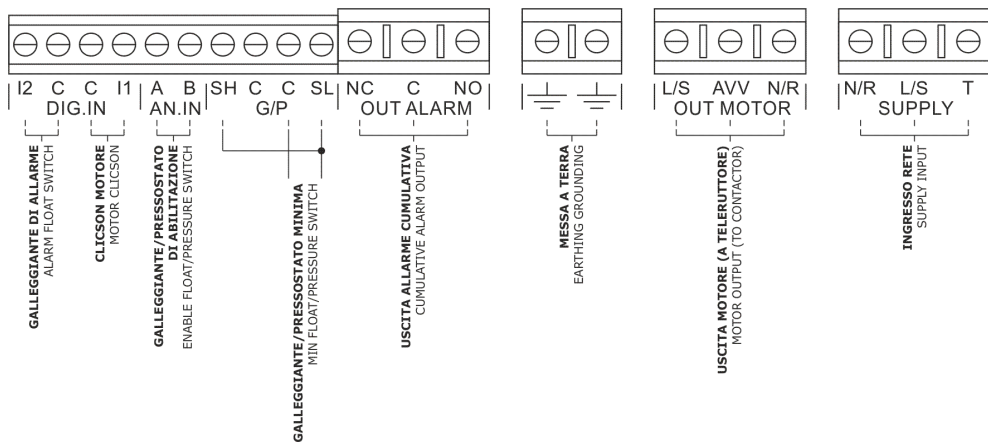 I2 C C I1 A B SH C C SL NC C NO L/S AVV N/R N/R L/S T
DIG.IN AN.IN G/P OUT ALARM OUT MOTOR SUPPLY
GALLEGGIANTE DI ALLARME
ALARM FLOAT SWITCH
CLICSON MOTORE
MOTOR CLICSON
GALLEGGIANTE/PRESSOSTATO
DI ABILITAZIONE
ENABLE FLOAT/PRESSURE SWITCH
GALLEGGIANTE/PRESSOSTATO MINIMA
MIN FLOAT/PRESSURE SWITCH
USCITA ALLARME CUMULATIVA
CUMULATIVE ALARM OUTPUT
MESSA A TERRA
EARTHING GROUNDING
USCITA MOTORE (A TELERUTTORE)
MOTOR OUTPUT (TO CONTACTOR)
INGRESSO RETE
SUPPLY INPUT